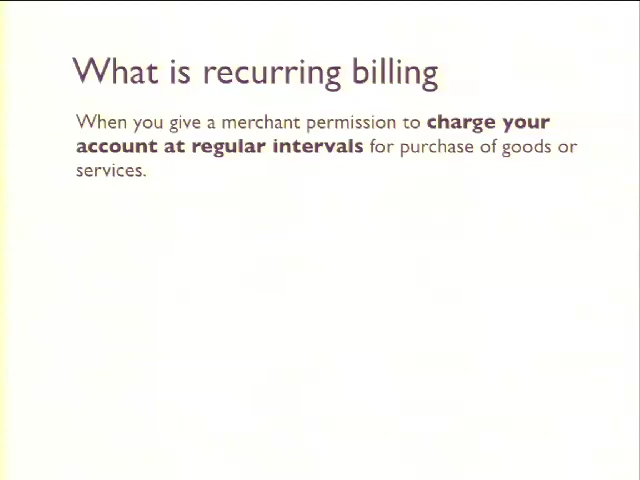 What is recurring billing
When you give a merchant permission to charge your
account at regular intervals for purchase of goods or
services.